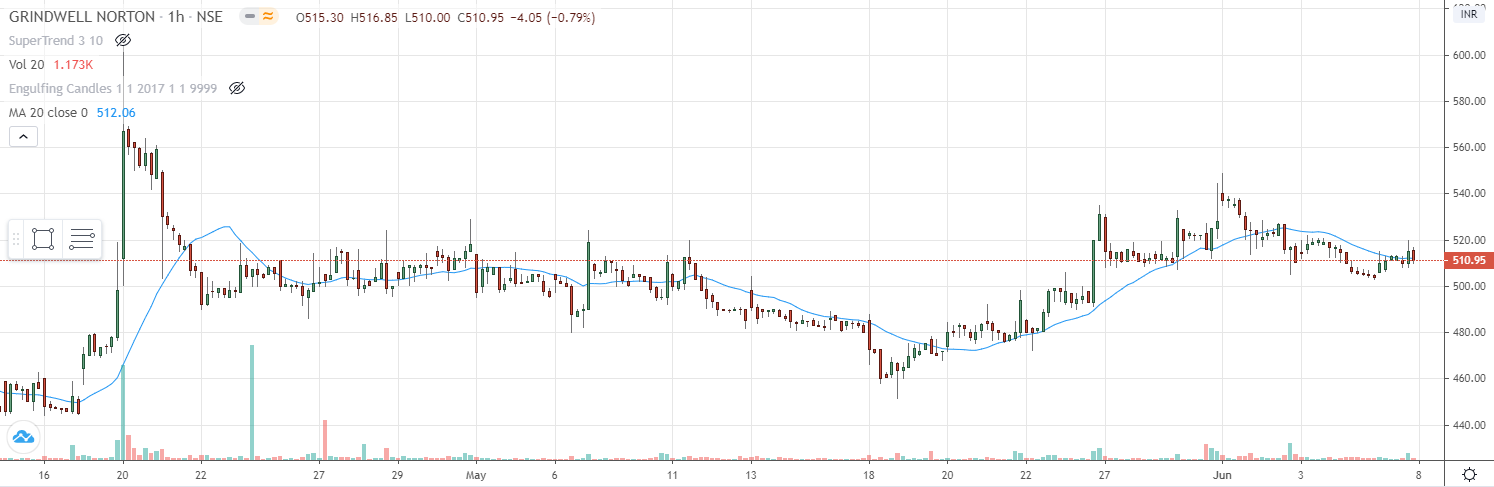 GRINDWELL NORTON · 1h · NSE O515.30 H516.85 L510.00 C510.95 −4.05 (−0.79%)
SuperTrend 3 10
Vol 20 1.173K
Engulfing Candles 1 1 2017 1 1 9999
MA 20 close 0 512.06
INR
600.00
580.00
560.00
540.00
520.00
510.95
500.00
480.00
460.00
440.00
16 20 22 27 29 May 6 11 13 18 20 22 27 Jun 3 8